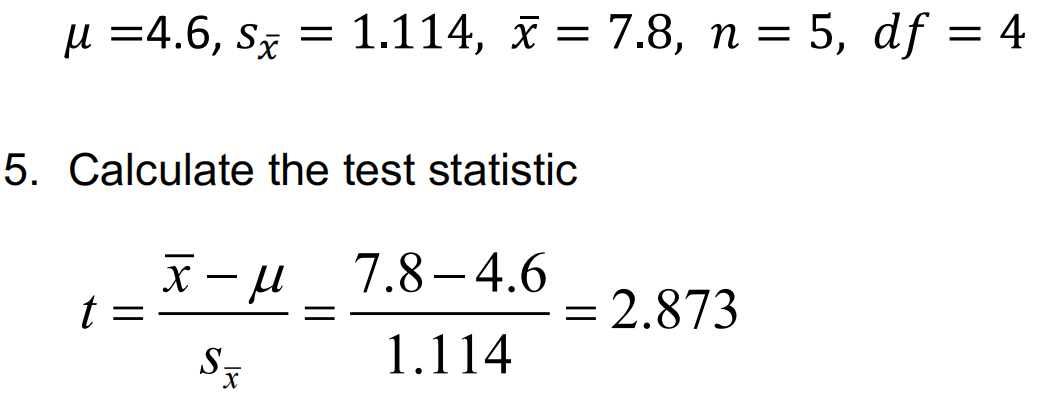 μ =4.6, s_x̄ = 1.114, x̄ = 7.8, n = 5, df = 4
5. Calculate the test statistic
t = (x̄ − μ) / s_x̄ = (7.8 − 4.6) / 1.114 = 2.873